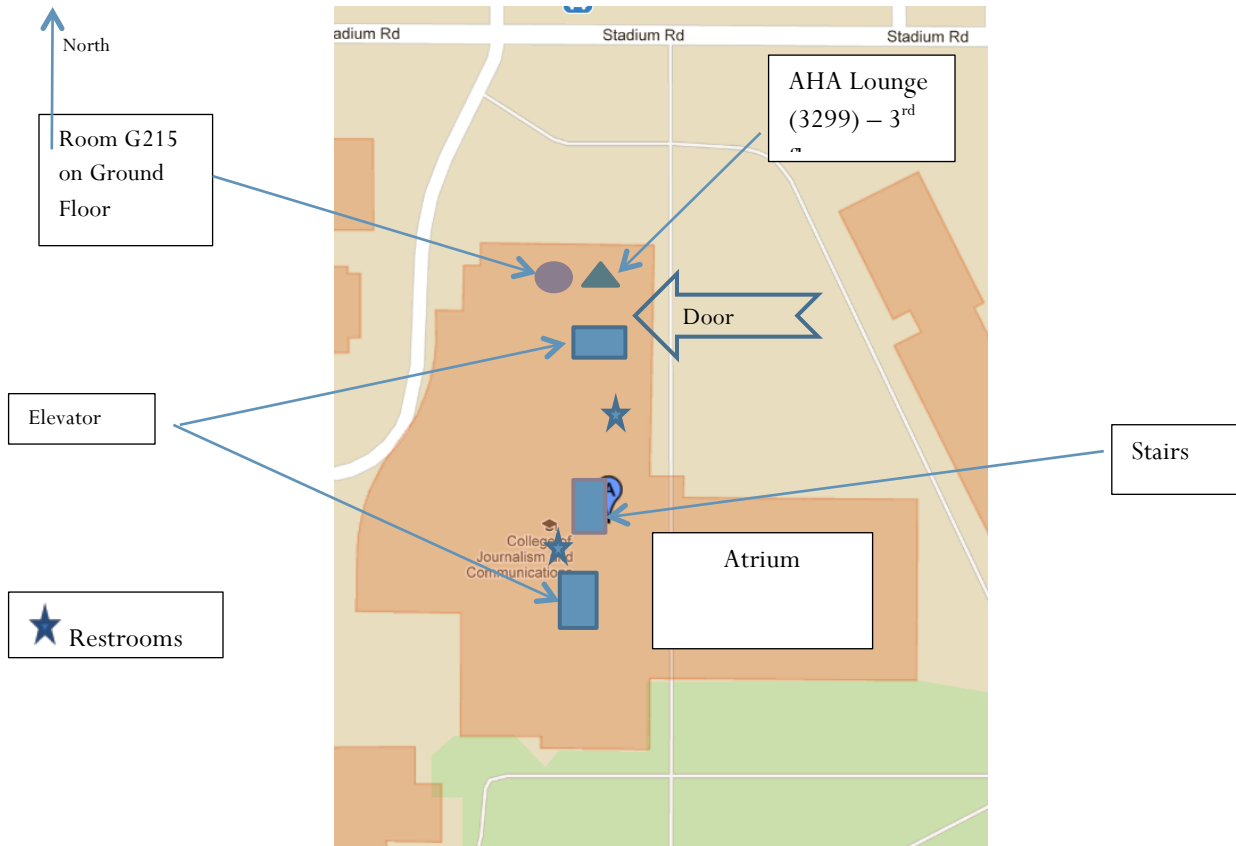 North
adium Rd
Stadium Rd
Stadium Rd
AHA Lounge
(3299) – 3rd
Room G215
on Ground
Floor
Door
Elevator
Stairs
A
College of
Journalism and
Communications
Atrium
Restrooms